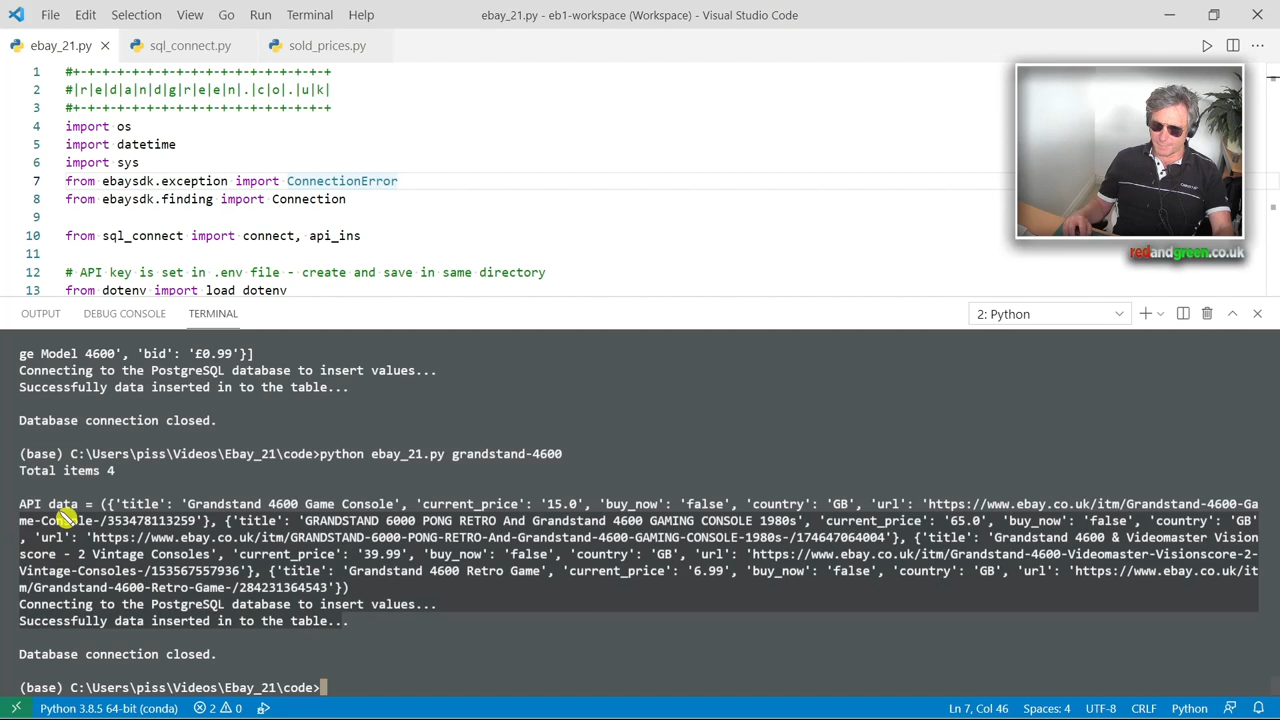 File Edit Selection View Go Run Terminal Help ebay_21.py - eb1-workspace (Workspace) - Visual Studio Code
ebay_21.py sql_connect.py sold_prices.py
1 #+-+-+-+-+-+-+-+-+-+-+-+-+-+-+-+-+
2 #|r|e|d|a|n|d|g|r|e|e|n|.|c|o|.|u|k|
3 #+-+-+-+-+-+-+-+-+-+-+-+-+-+-+-+-+
4 import os
5 import datetime
6 import sys
7 from ebaysdk.exception import ConnectionError
8 from ebaysdk.finding import Connection
9
10 from sql_connect import connect, api_ins
11
12 # API key is set in .env file - create and save in same directory
13 from dotenv import load_dotenv
redandgreen.co.uk
OUTPUT DEBUG CONSOLE TERMINAL 2: Python
ge Model 4600', 'bid': '£0.99'}]
Connecting to the PostgreSQL database to insert values...
Successfully data inserted in to the table...
Database connection closed.
(base) C:\Users\piss\Videos\Ebay_21\code>python ebay_21.py grandstand-4600
Total items 4
API data = ({'title': 'Grandstand 4600 Game Console', 'current_price': '15.0', 'buy_now': 'false', 'country': 'GB', 'url': 'https://www.ebay.co.uk/itm/Grandstand-4600-Ga
me-Console-/353478113259'}, {'title': 'GRANDSTAND 6000 PONG RETRO And Grandstand 4600 GAMING CONSOLE 1980s', 'current_price': '65.0', 'buy_now': 'false', 'country': 'GB'
, 'url': 'https://www.ebay.co.uk/itm/GRANDSTAND-6000-PONG-RETRO-And-Grandstand-4600-GAMING-CONSOLE-1980s-/174647064004'}, {'title': 'Grandstand 4600 & Videomaster Vision
score - 2 Vintage Consoles', 'current_price': '39.99', 'buy_now': 'false', 'country': 'GB', 'url': 'https://www.ebay.co.uk/itm/Grandstand-4600-Videomaster-Visionscore-2-
Vintage-Consoles-/153567557936'}, {'title': 'Grandstand 4600 Retro Game', 'current_price': '6.99', 'buy_now': 'false', 'country': 'GB', 'url': 'https://www.ebay.co.uk/it
m/Grandstand-4600-Retro-Game-/284231364543'})
Connecting to the PostgreSQL database to insert values...
Successfully data inserted in to the table...
Database connection closed.
(base) C:\Users\piss\Videos\Ebay_21\code>
Python 3.8.5 64-bit (conda) 2 0 Ln 7, Col 46 Spaces: 4 UTF-8 CRLF Python